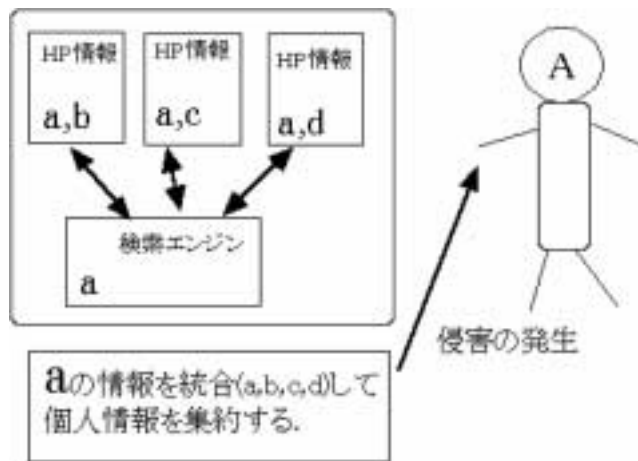 HP情報
a,b
HP情報
a,c
HP情報
a,d
検索エンジン
a
A
侵害の発生
aの情報を統合(a,b,c,d)して
個人情報を集約する.